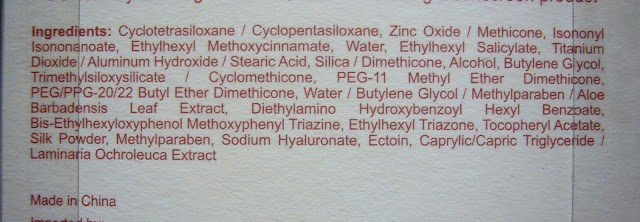 product
Ingredients: Cyclotetrasiloxane / Cyclopentasiloxane, Zinc Oxide / Methicone, Isononyl
Isononanoate, Ethylhexyl Methoxycinnamate, Water, Ethylhexyl Salicylate, Titanium
Dioxide / Aluminum Hydroxide / Stearic Acid, Silica / Dimethicone, Alcohol, Butylene Glycol,
Trimethylsiloxysilicate / Cyclomethicone, PEG-11 Methyl Ether Dimethicone,
PEG/PPG-20/22 Butyl Ether Dimethicone, Water / Butylene Glycol / Methylparaben / Aloe
Barbadensis Leaf Extract, Diethylamino Hydroxybenzoyl Hexyl Benzoate,
Bis-Ethylhexyloxyphenol Methoxyphenyl Triazine, Ethylhexyl Triazone, Tocopheryl Acetate,
Silk Powder, Methylparaben, Sodium Hyaluronate, Ectoin, Caprylic/Capric Triglyceride /
Laminaria Ochroleuca Extract
Made in China